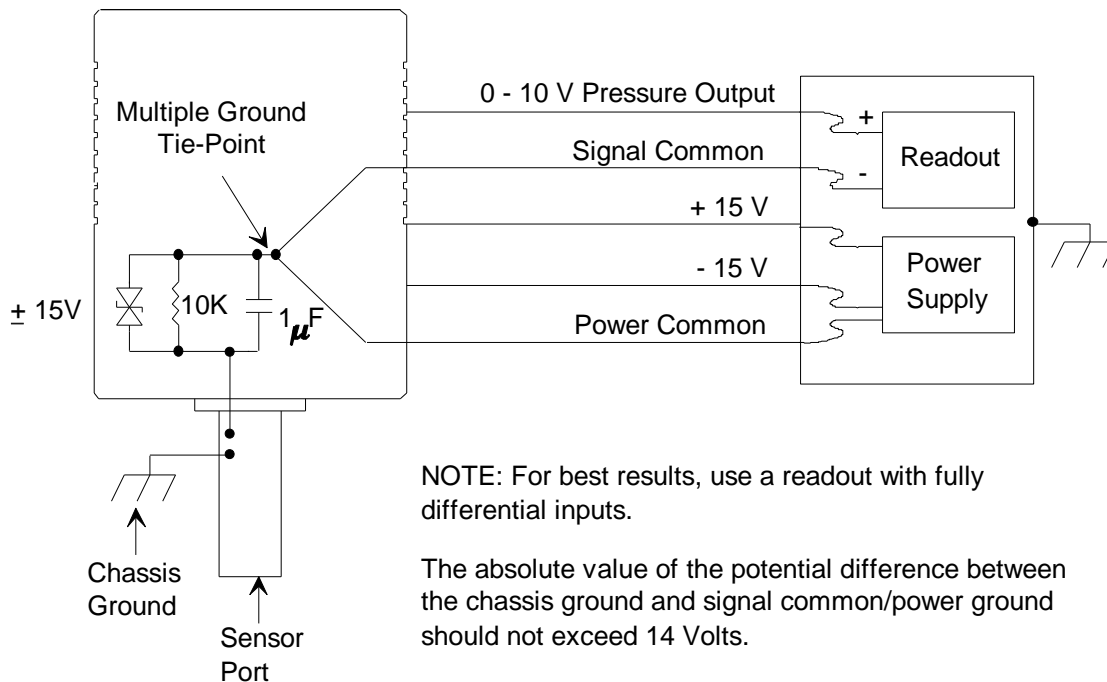 0 - 10 V Pressure Output
Multiple Ground
Tie-Point
Signal Common
+
-
Readout
+ 15 V
- 15 V
Power
Supply
± 15V
10K
1 µF
Power Common
NOTE: For best results, use a readout with fully
differential inputs.
The absolute value of the potential difference between
the chassis ground and signal common/power ground
should not exceed 14 Volts.
Chassis
Ground
Sensor
Port